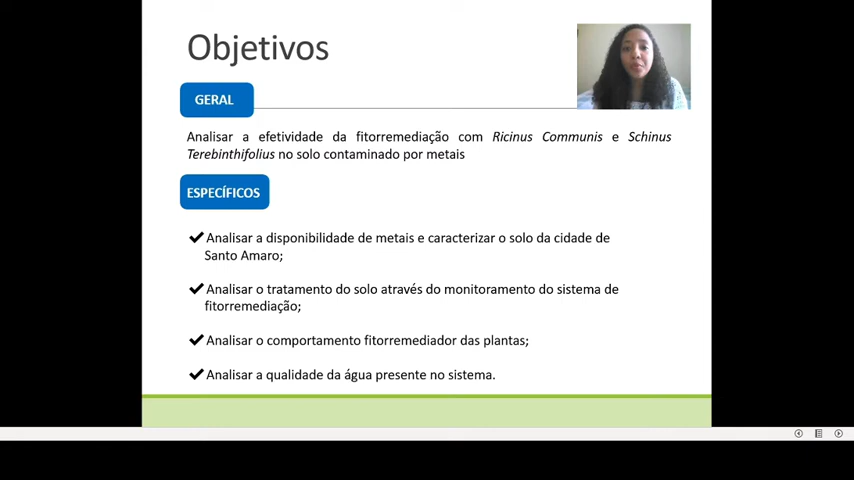 Objetivos
GERAL
Analisar a efetividade da fitorremediação com Ricinus Communis e Schinus
Terebinthifolius no solo contaminado por metais
ESPECÍFICOS
Analisar a disponibilidade de metais e caracterizar o solo da cidade de
Santo Amaro;
Analisar o tratamento do solo através do monitoramento do sistema de
fitorremediação;
Analisar o comportamento fitorremediador das plantas;
Analisar a qualidade da água presente no sistema.